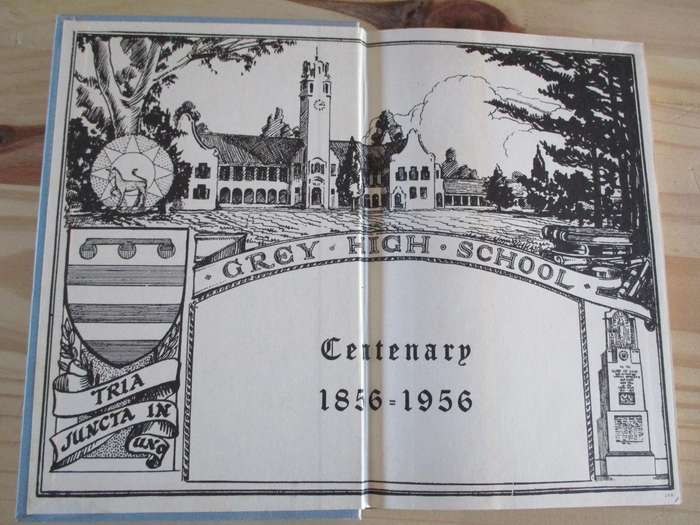 · GREY · HIGH · SCHOOL ·
Centenary
1856=1956
TRIA
JUNCTA IN
UNO